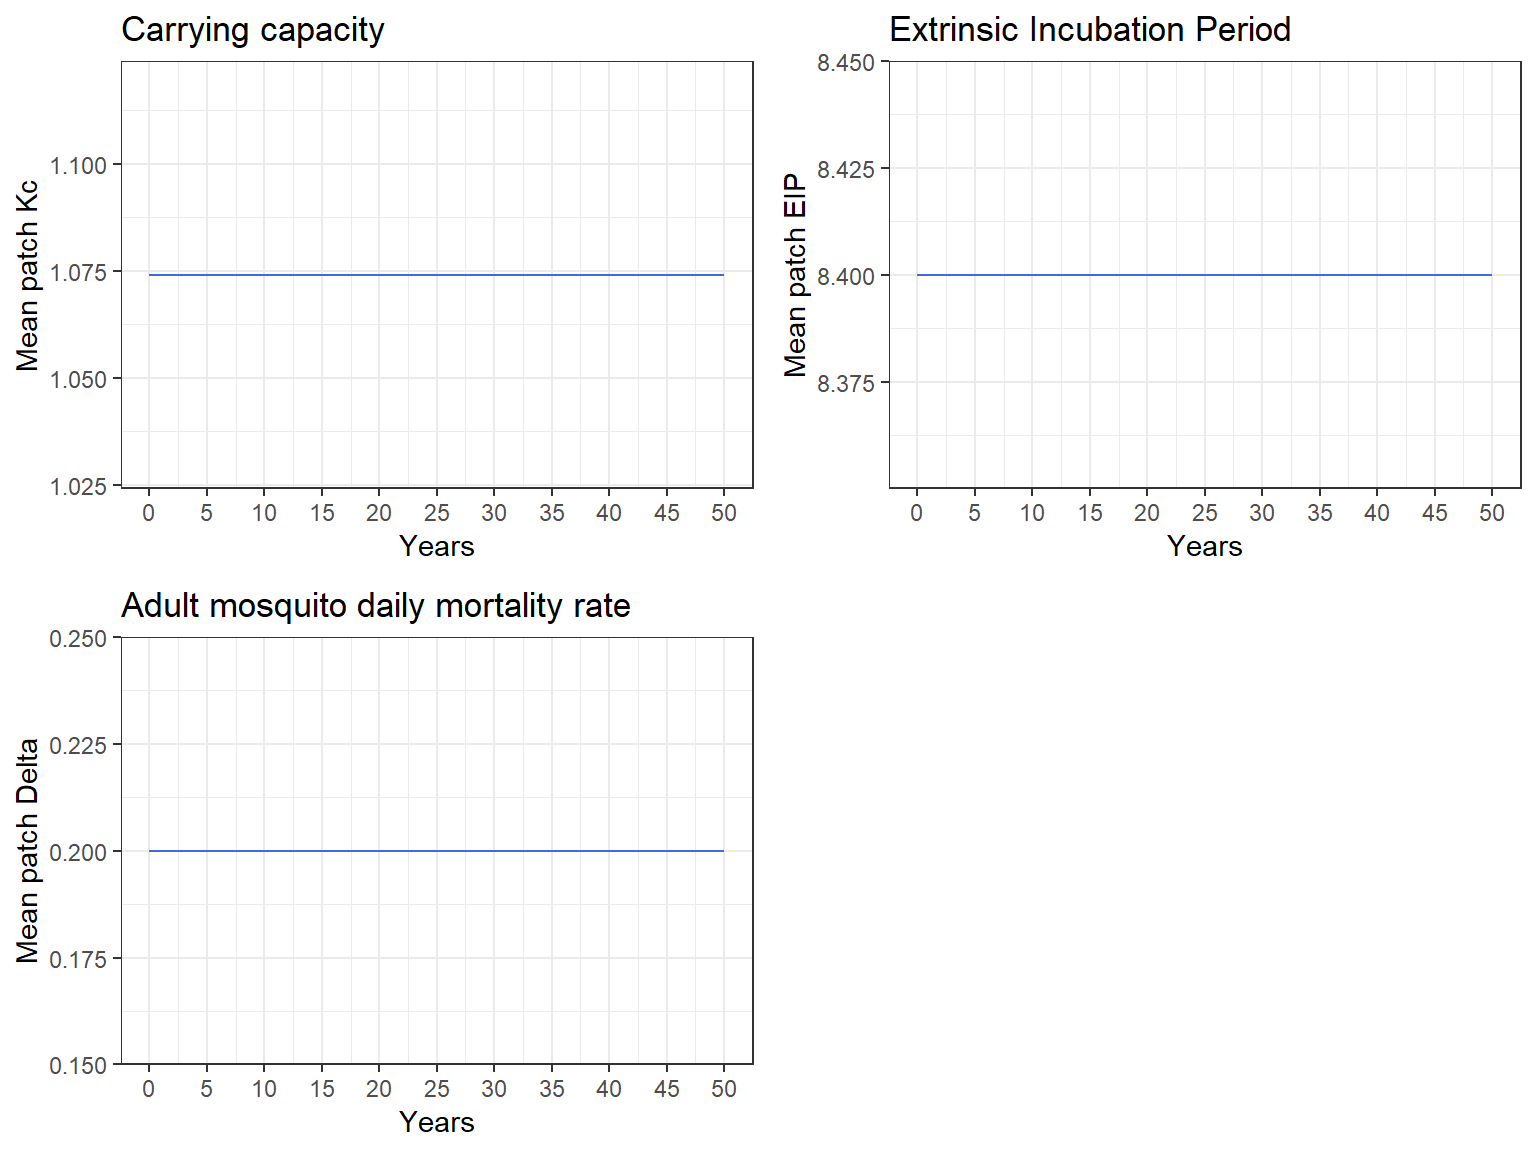 Carrying capacity
Mean patch Kc
1.100
1.075
1.050
1.025
0 5 10 15 20 25 30 35 40 45 50
Years
Extrinsic Incubation Period
Mean patch EIP
8.450
8.425
8.400
8.375
0 5 10 15 20 25 30 35 40 45 50
Years
Adult mosquito daily mortality rate
Mean patch Delta
0.250
0.225
0.200
0.175
0.150
0 5 10 15 20 25 30 35 40 45 50
Years